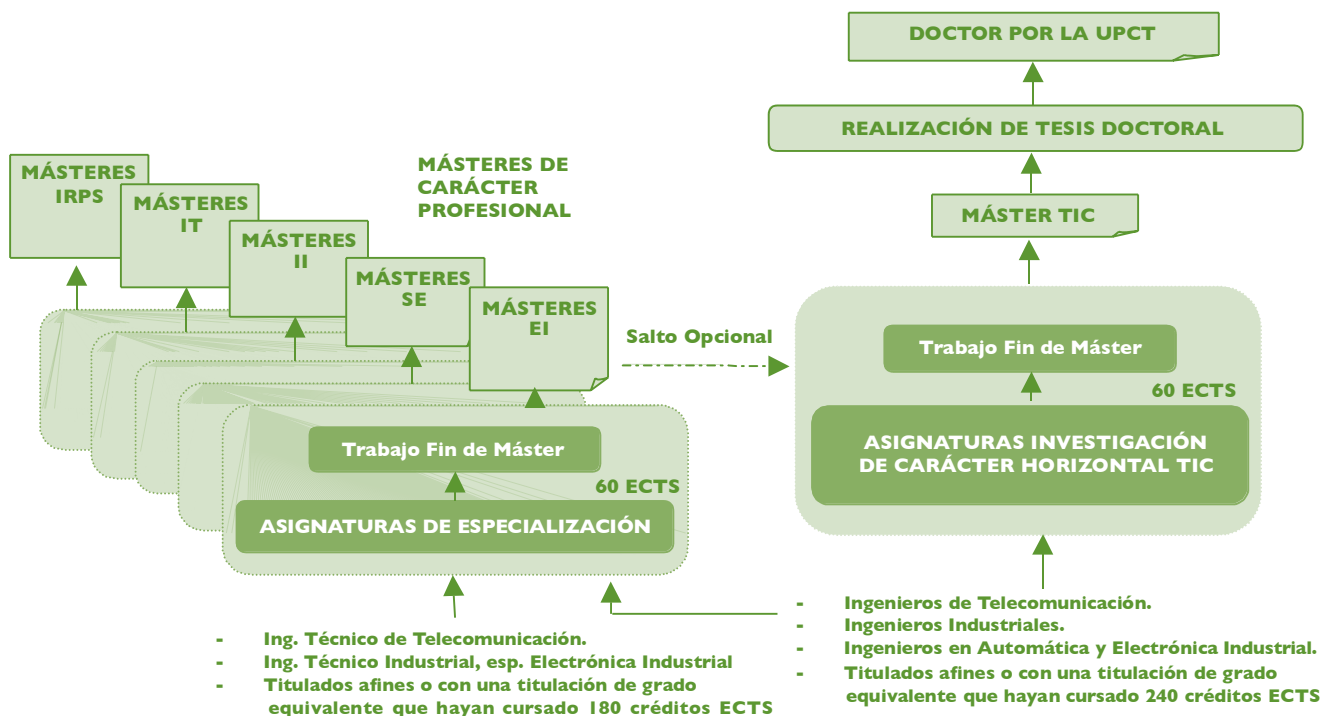 DOCTOR POR LA UPCT
REALIZACIÓN DE TESIS DOCTORAL
MÁSTER TIC
MÁSTERES
IRPS
MÁSTERES
IT
MÁSTERES
II
MÁSTERES
SE
MÁSTERES
EI
MÁSTERES DE
CARÁCTER
PROFESIONAL
Salto Opcional
Trabajo Fin de Máster
60 ECTS
ASIGNATURAS DE ESPECIALIZACIÓN
Trabajo Fin de Máster
60 ECTS
ASIGNATURAS INVESTIGACIÓN
DE CARÁCTER HORIZONTAL TIC
- Ing. Técnico de Telecomunicación.
- Ing. Técnico Industrial, esp. Electrónica Industrial
- Titulados afines o con una titulación de grado
equivalente que hayan cursado 180 créditos ECTS
- Ingenieros de Telecomunicación.
- Ingenieros Industriales.
- Ingenieros en Automática y Electrónica Industrial.
- Titulados afines o con una titulación de grado
equivalente que hayan cursado 240 créditos ECTS